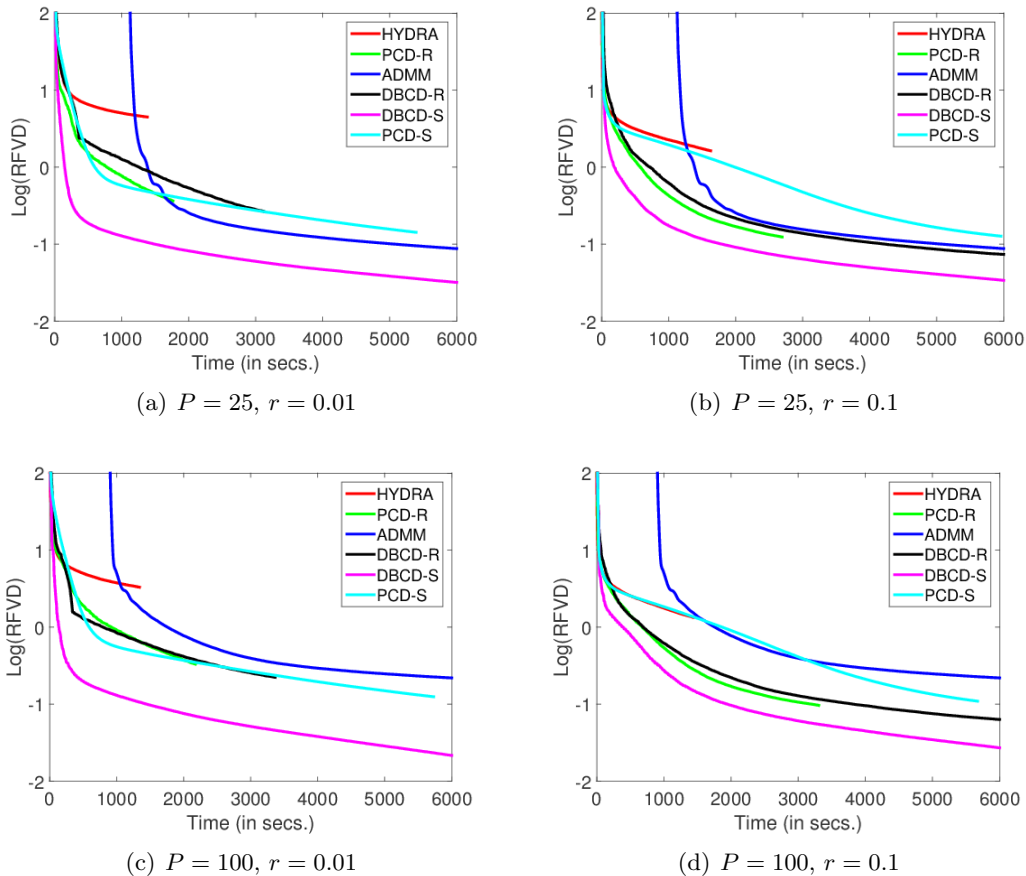 Log(RFVD)
2
1
0
-1
-2
HYDRA
PCD-R
ADMM
DBCD-R
DBCD-S
PCD-S
0 1000 2000 3000 4000 5000 6000
Time (in secs.)
(a) P = 25, r = 0.01
Log(RFVD)
2
1
0
-1
-2
HYDRA
PCD-R
ADMM
DBCD-R
DBCD-S
PCD-S
0 1000 2000 3000 4000 5000 6000
Time (in secs.)
(b) P = 25, r = 0.1
Log(RFVD)
2
1
0
-1
-2
HYDRA
PCD-R
ADMM
DBCD-R
DBCD-S
PCD-S
0 1000 2000 3000 4000 5000 6000
Time (in secs.)
(c) P = 100, r = 0.01
Log(RFVD)
2
1
0
-1
-2
HYDRA
PCD-R
ADMM
DBCD-R
DBCD-S
PCD-S
0 1000 2000 3000 4000 5000 6000
Time (in secs.)
(d) P = 100, r = 0.1